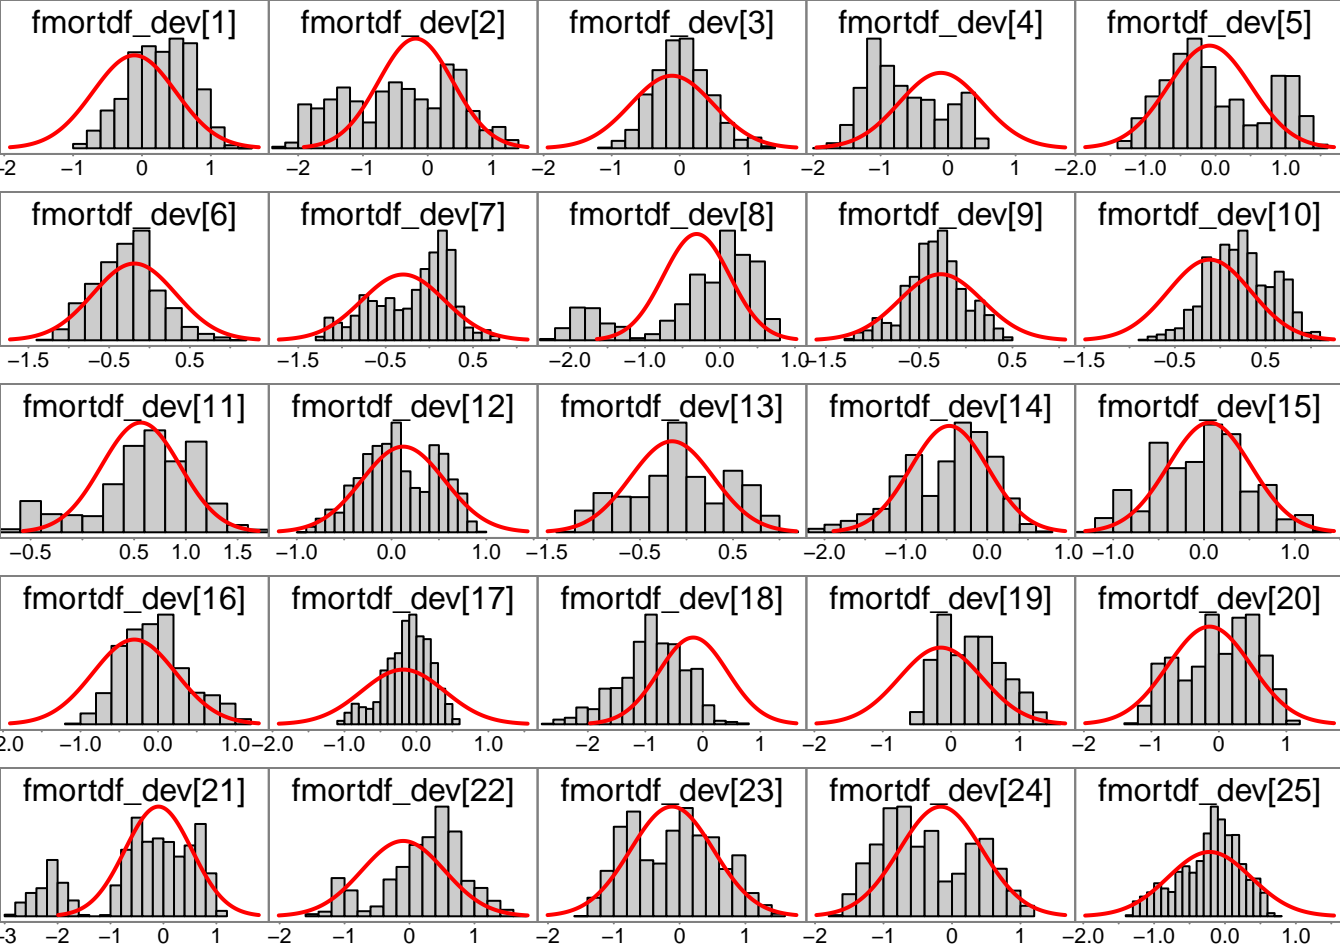 fmortdf_dev[1] fmortdf_dev[2] fmortdf_dev[3] fmortdf_dev[4] fmortdf_dev[5]
−2 −1 0 1 −2 −1 0 1 −2 −1 0 1 −2 −1 0 1 −2.0 −1.0 0.0 1.0
fmortdf_dev[6] fmortdf_dev[7] fmortdf_dev[8] fmortdf_dev[9] fmortdf_dev[10]
−1.5 −0.5 0.5 −1.5 −0.5 0.5 −2.0 −1.0 0.0 1.0 −1.5 −0.5 0.5 −1.5 −0.5 0.5
fmortdf_dev[11] fmortdf_dev[12] fmortdf_dev[13] fmortdf_dev[14] fmortdf_dev[15]
−0.5 0.5 1.0 1.5 −1.0 0.0 1.0 −1.5 −0.5 0.5 −2.0 −1.0 0.0 1.0 −1.0 0.0 1.0
fmortdf_dev[16] fmortdf_dev[17] fmortdf_dev[18] fmortdf_dev[19] fmortdf_dev[20]
2.0 −1.0 0.0 1.0 −2.0 −1.0 0.0 1.0 −2 −1 0 1 −2 −1 0 1 −2 −1 0 1
fmortdf_dev[21] fmortdf_dev[22] fmortdf_dev[23] fmortdf_dev[24] fmortdf_dev[25]
−3 −2 −1 0 1 −2 −1 0 1 −2 −1 0 1 −2 −1 0 1 −2.0 −1.0 0.0 1.0